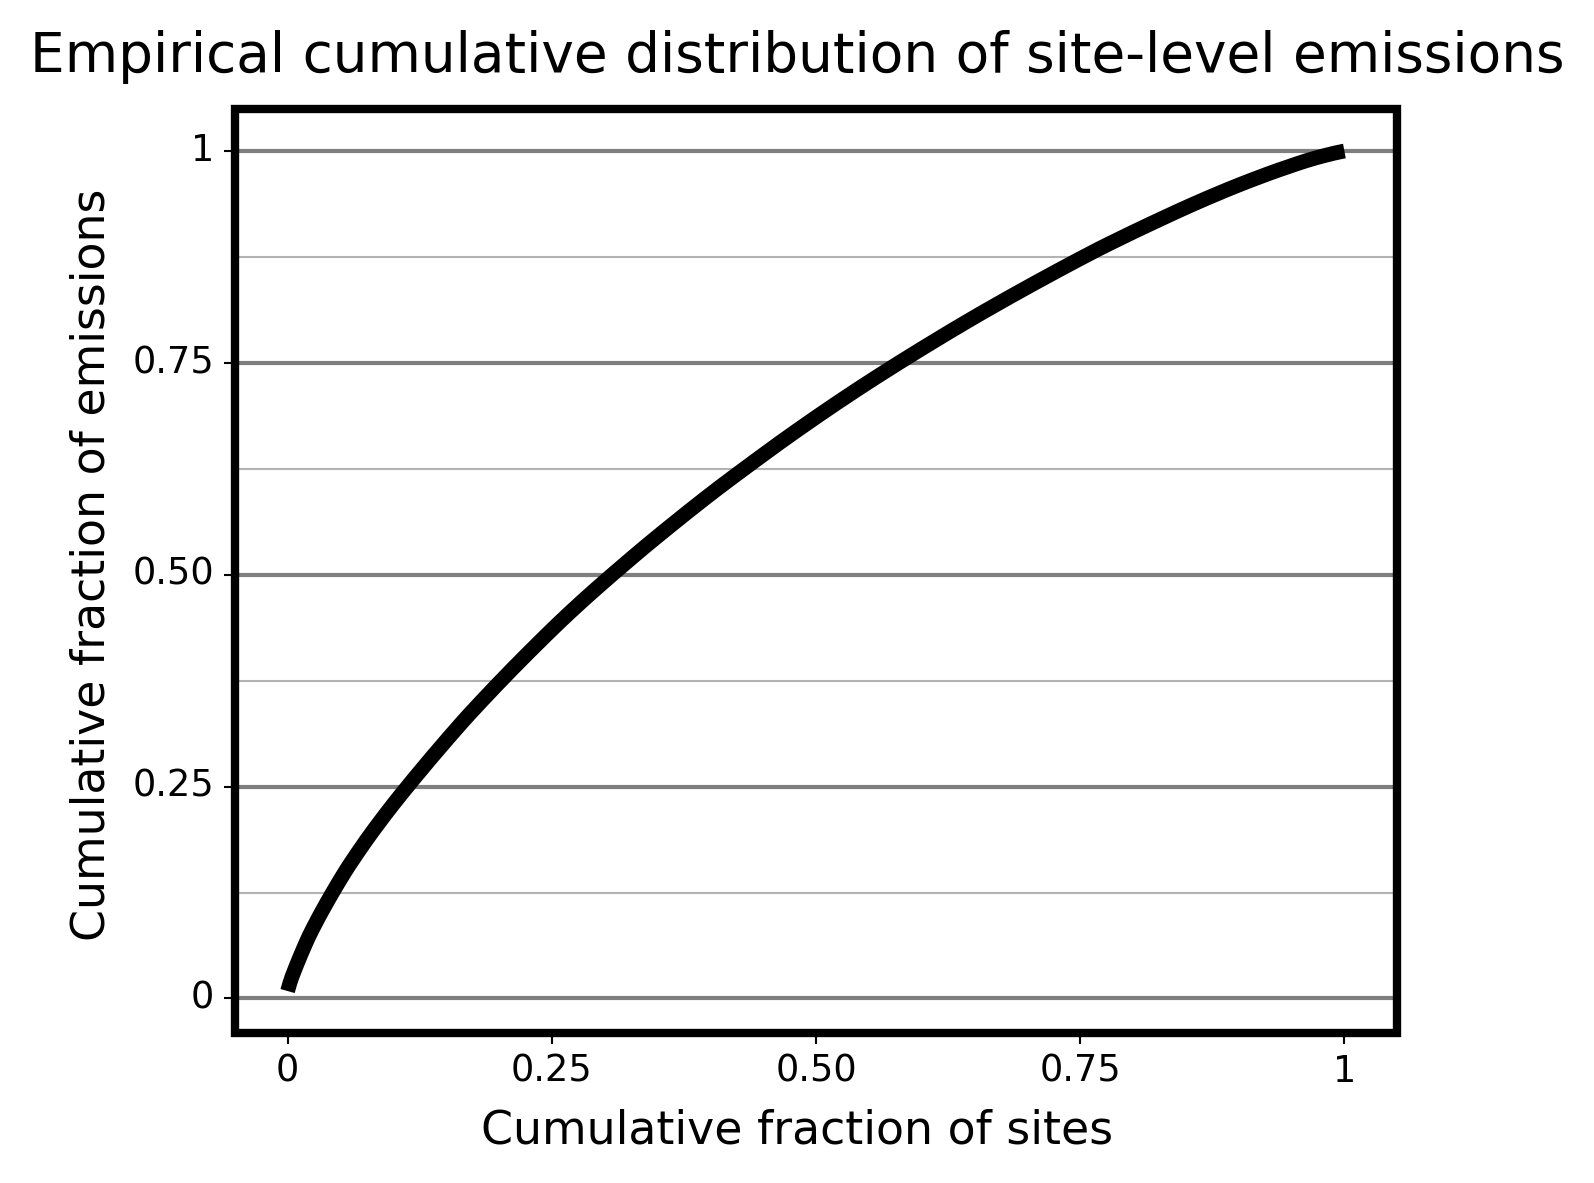 Empirical cumulative distribution of site-level emissions
Cumulative fraction of emissions
1
0.75
0.50
0.25
0
0 0.25 0.50 0.75 1
Cumulative fraction of sites